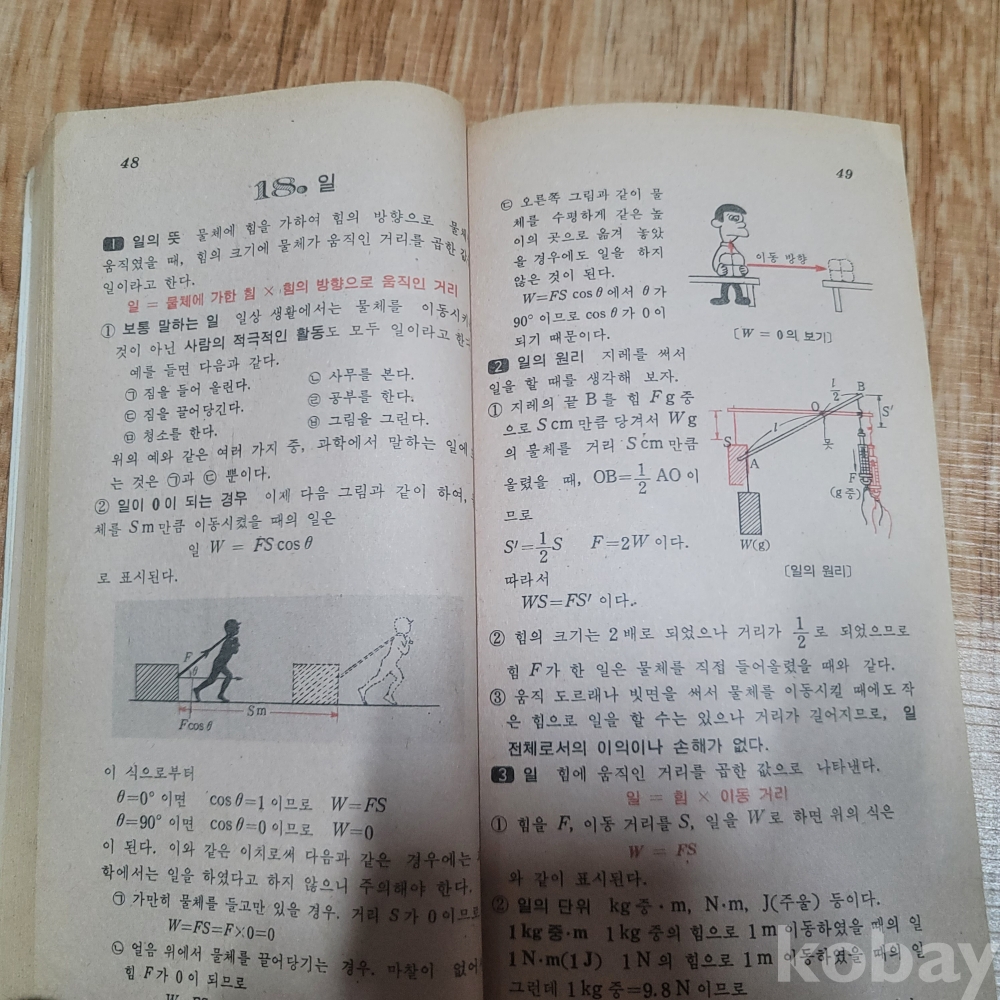 48
18. 일
1 일의 뜻 물체에 힘을 가하여 힘의 방향으로
움직였을 때, 힘의 크기에 물체가 움직인 거리를 곱한
일이라고 한다.
일 = 물체에 가한 힘 × 힘의 방향으로 움직인 거리
① 보통 말하는 일 일상 생활에서는 물체를
것이 아닌 사람의 적극적인 활동도 모두 일이라고
예를 들면 다음과 같다.
㉠ 짐을 들어 올린다. ㉡ 사무를 본다.
㉢ 짐을 끌어당긴다. ㉣ 공부를 한다.
㉤ 청소를 한다. ㉥ 그림을 그린다.
위의 예와 같은 여러 가지 중, 과학에서 말하는
는 것은 ㉠과 ㉢ 뿐이다.
② 일이 0이 되는 경우 이제 다음 그림과 같이 하여,
체를 S m만큼 이동시켰을 때의 일은
일 W = FS cos θ
로 표시된다.
F
θ
S m
F cos θ
이 식으로부터
θ=0° 이면 cos θ=1 이므로 W=FS
θ=90° 이면 cos θ=0 이므로 W=0
이 된다. 이와 같은 이치로써 다음과 같은 경우에는
학에서는 일을 하였다고 하지 않으니 주의해야 한다.
㉠ 가만히 물체를 들고만 있을 경우. 거리 S가 0이므로
W=FS=F×0=0
㉡ 얼음 위에서 물체를 끌어당기는 경우. 마찰이
힘 F가 0이 되므로
49
㉢ 오른쪽 그림과 같이 물
체를 수평하게 같은 높
이의 곳으로 옮겨 놓았
을 경우에도 일을 하지
않은 것이 된다.
W=FS cos θ에서 θ가
90° 이므로 cos θ가 0이
되기 때문이다.
이동 방향
〔W = 0의 보기〕
2 일의 원리 지레를 써서
일을 할 때를 생각해 보자.
① 지레의 끝 B를 힘 F g중
으로 S cm만큼 당겨서 W g
의 물체를 거리 S cm만큼
올렸을 때, OB=1/2 AO 이
므로
S′=1/2 S F=2W 이다.
따라서
WS=FS′ 이다.
l/2
B
O
S′
l
S
A
못
F
(g중)
W(g)
〔일의 원리〕
② 힘의 크기는 2배로 되었으나 거리가 1/2로 되었으므로
힘 F가 한 일은 물체를 직접 들어올렸을 때와 같다.
③ 움직 도르래나 빗면을 써서 물체를 이동시킬 때에도 작
은 힘으로 일을 할 수는 있으나 거리가 길어지므로, 일
전체로서의 이익이나 손해가 없다.
3 일 힘에 움직인 거리를 곱한 값으로 나타낸다.
일 = 힘 × 이동 거리
① 힘을 F, 이동 거리를 S, 일을 W로 하면 위의 식은
W = FS
와 같이 표시된다.
② 일의 단위 kg중·m, N·m, J(주울) 등이다.
1 kg중·m 1 kg중의 힘으로 1 m 이동하였을 때의 일
1 N·m(1 J) 1 N의 힘으로 1 m 이동하였을 때의 일
그런데 1 kg중=9.8 N 이므로
kobay